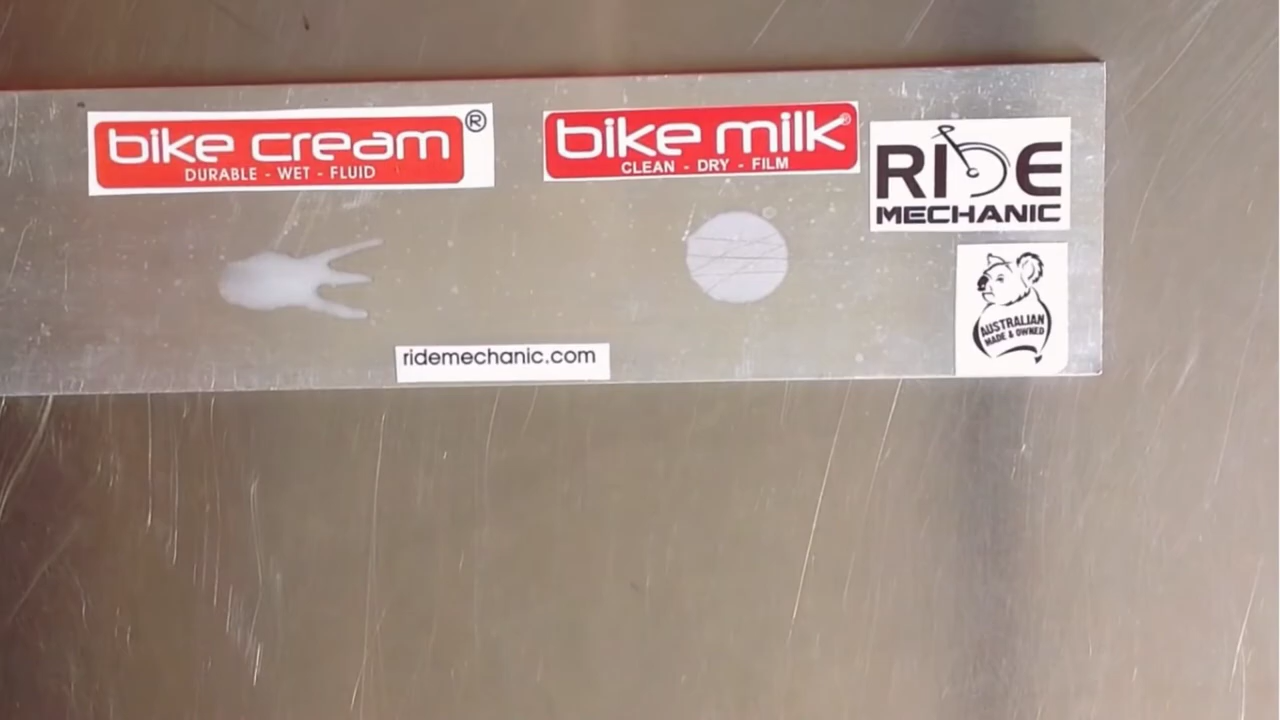 bike cream®
DURABLE - WET - FLUID
bike milk®
CLEAN - DRY - FILM
RIDE
MECHANIC
AUSTRALIAN
MADE & OWNED
ridemechanic.com